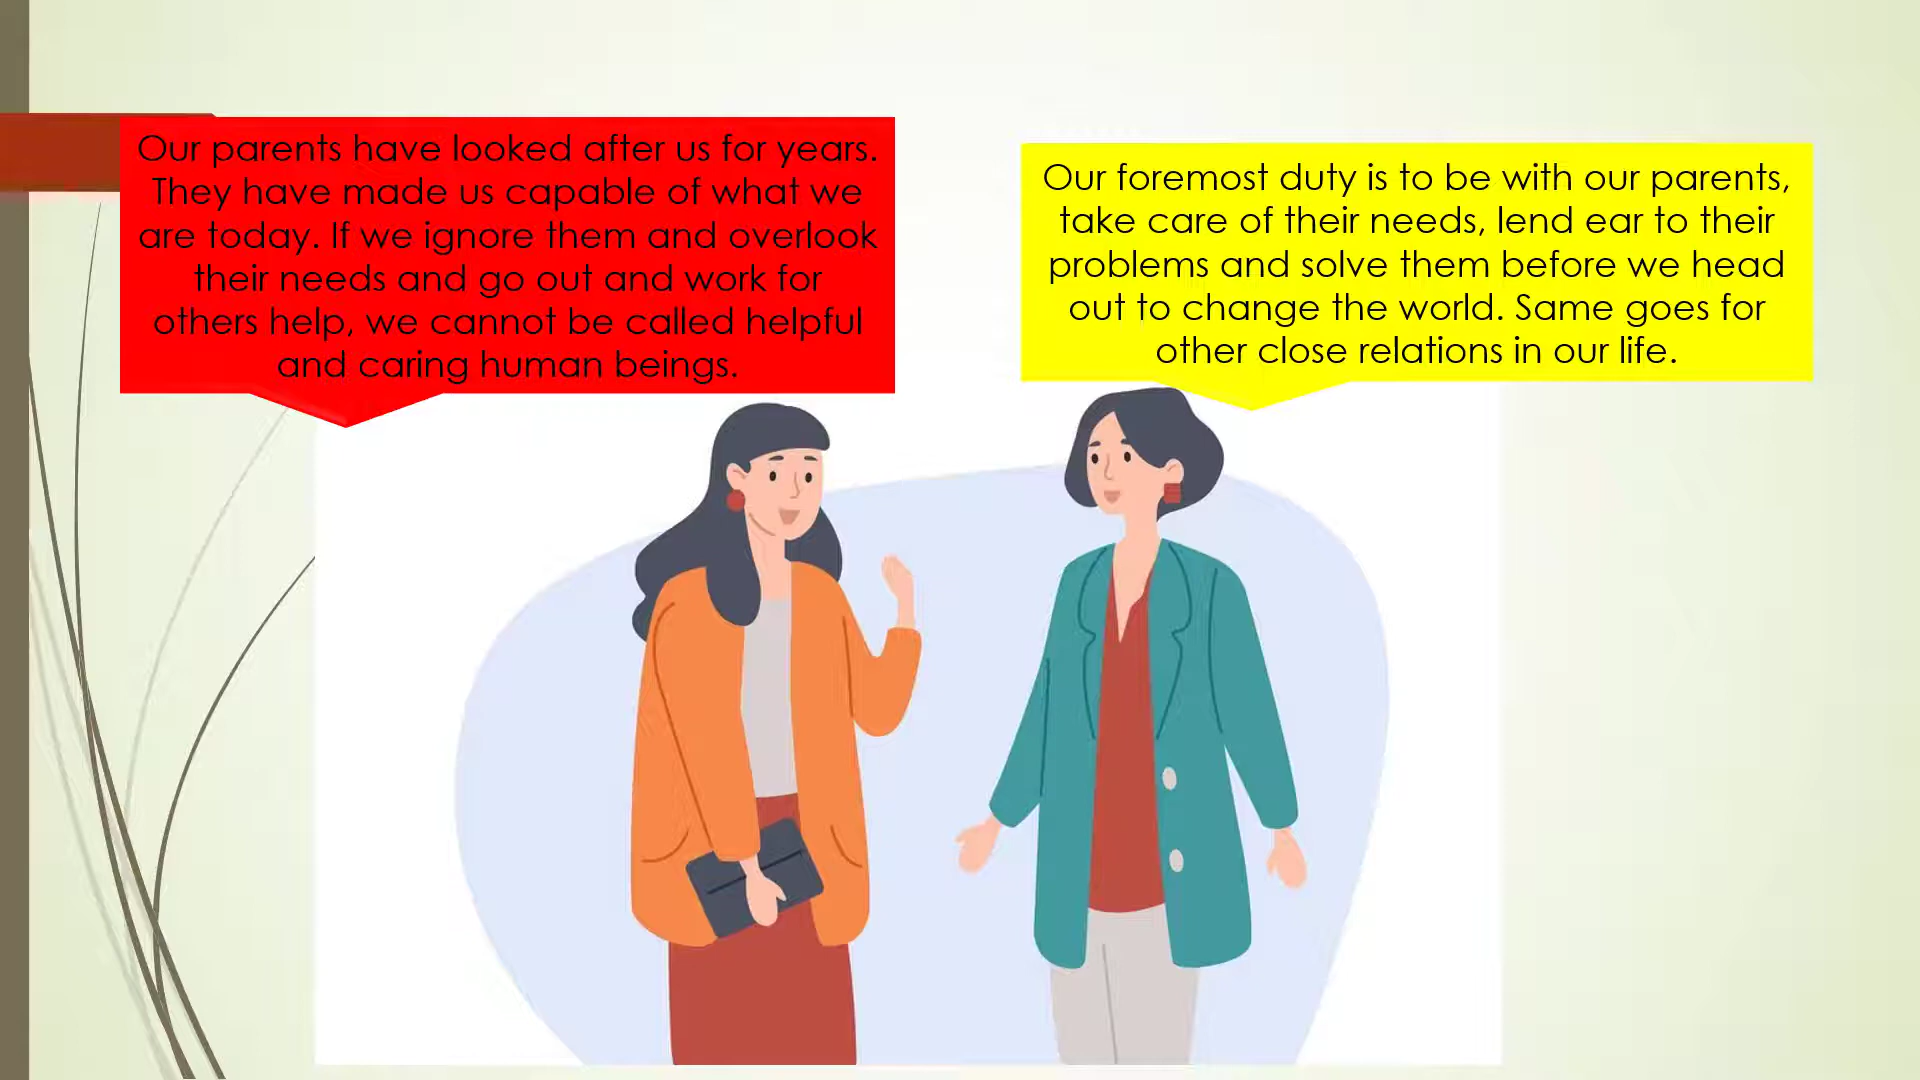 Our parents have looked after us for years.
They have made us capable of what we
are today. If we ignore them and overlook
their needs and go out and work for
others help, we cannot be called helpful
and caring human beings.
Our foremost duty is to be with our parents,
take care of their needs, lend ear to their
problems and solve them before we head
out to change the world. Same goes for
other close relations in our life.